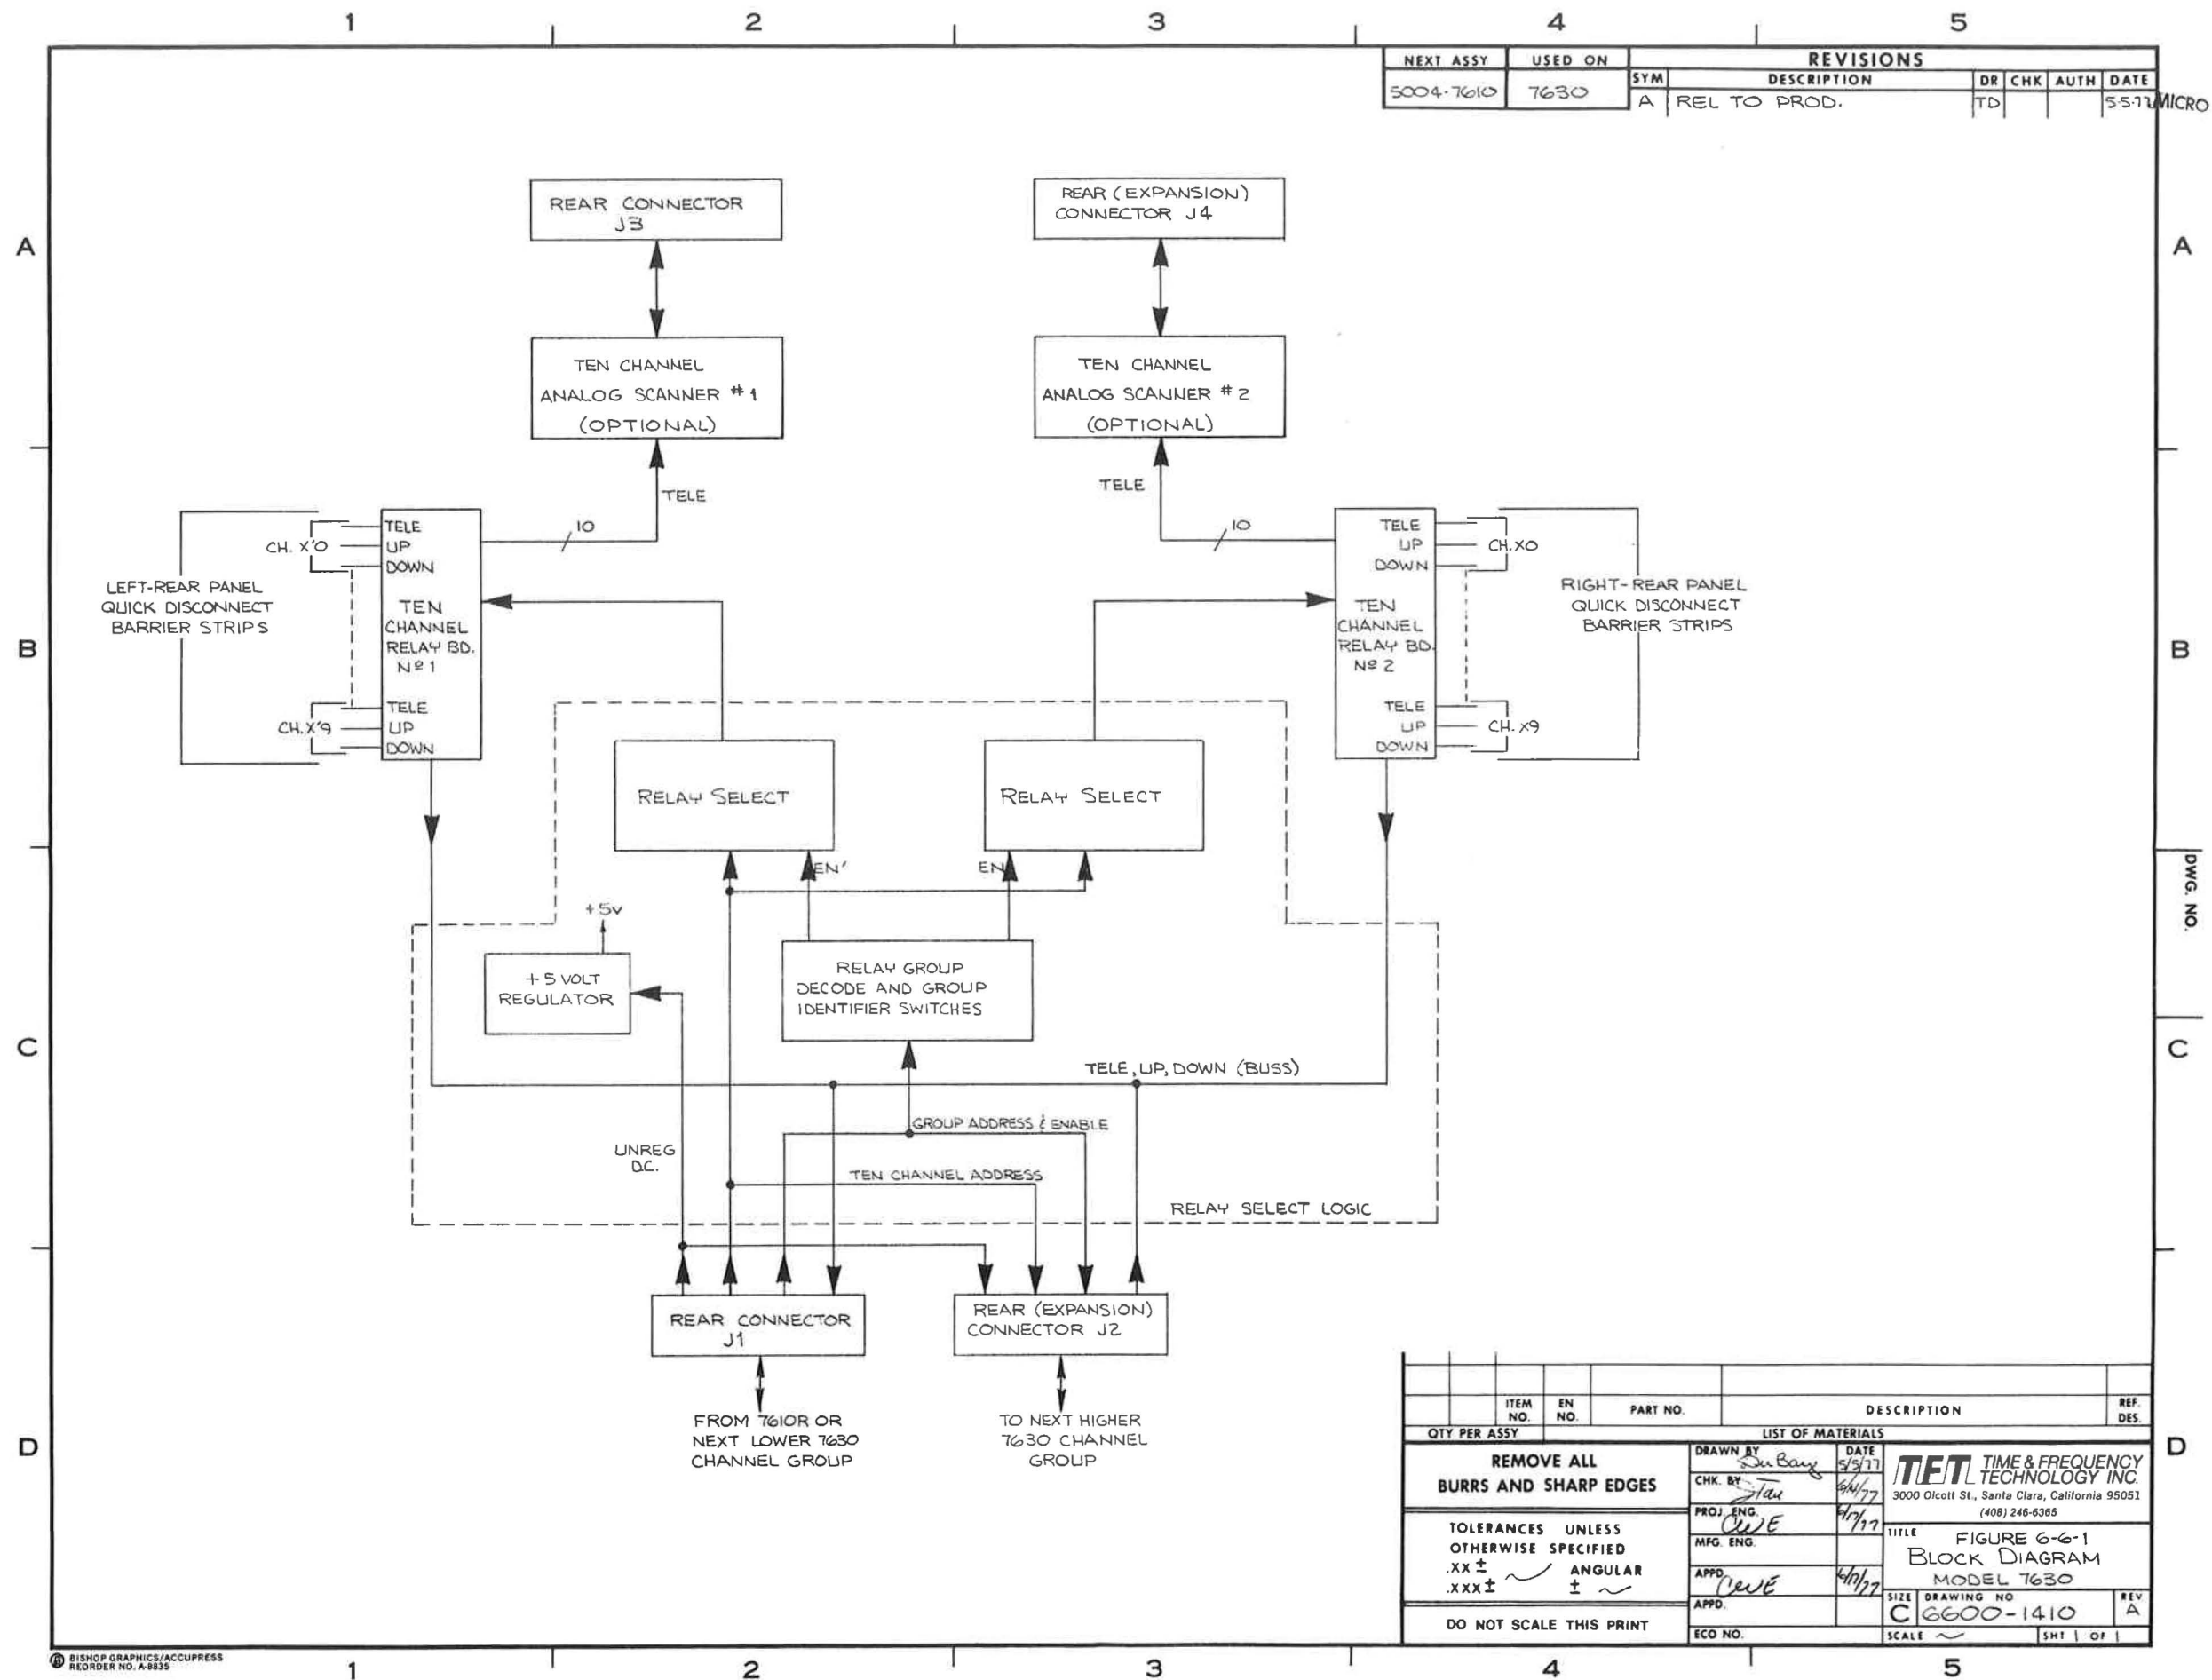 1 2 3 4 5
NEXT ASSY USED ON REVISIONS
SYM DESCRIPTION DR CHK AUTH DATE
5004-7610 7630 A REL TO PROD. TD 5-5-77 MICRO
A A
REAR CONNECTOR
J3
REAR (EXPANSION)
CONNECTOR J4
TEN CHANNEL
ANALOG SCANNER #1
(OPTIONAL)
TEN CHANNEL
ANALOG SCANNER #2
(OPTIONAL)
TELE
TELE
10
10
LEFT-REAR PANEL
QUICK DISCONNECT
BARRIER STRIPS
CH. X'0
TELE
UP
DOWN
TEN
CHANNEL
RELAY BD.
Nº 1
CH. X'9
TELE
UP
DOWN
TELE
UP
DOWN
CH. X0
TEN
CHANNEL
RELAY BD.
Nº 2
TELE
UP
DOWN
CH. X9
RIGHT-REAR PANEL
QUICK DISCONNECT
BARRIER STRIPS
B B
RELAY SELECT
RELAY SELECT
EN'
EN
+5V
+5 VOLT
REGULATOR
RELAY GROUP
DECODE AND GROUP
IDENTIFIER SWITCHES
DWG. NO.
C C
TELE, UP, DOWN (BUSS)
GROUP ADDRESS & ENABLE
UNREG
D.C.
TEN CHANNEL ADDRESS
RELAY SELECT LOGIC
REAR CONNECTOR
J1
REAR (EXPANSION)
CONNECTOR J2
FROM 7610R OR
NEXT LOWER 7630
CHANNEL GROUP
TO NEXT HIGHER
7630 CHANNEL
GROUP
D D
ITEM NO. EN NO. PART NO. DESCRIPTION REF. DES.
QTY PER ASSY LIST OF MATERIALS
REMOVE ALL
BURRS AND SHARP EDGES
TOLERANCES UNLESS
OTHERWISE SPECIFIED
.XX ± ~ ANGULAR
.XXX ± ± ~
DO NOT SCALE THIS PRINT
DRAWN BY DATE
5/5/77
CHK. BY
PROJ. ENG. CWE 6/17/77
MFG. ENG.
APPD. CWE 6/17/77
APPD.
ECO NO.
TFT TIME & FREQUENCY
TECHNOLOGY INC.
3000 Olcott St., Santa Clara, California 95051
(408) 246-6365
TITLE FIGURE 6-6-1
BLOCK DIAGRAM
MODEL 7630
SIZE C DRAWING NO 6600-1410 REV A
SCALE ~ SHT 1 OF 1
BISHOP GRAPHICS/ACCUPRESS
REORDER NO. A-8835
1 2 3 4 5